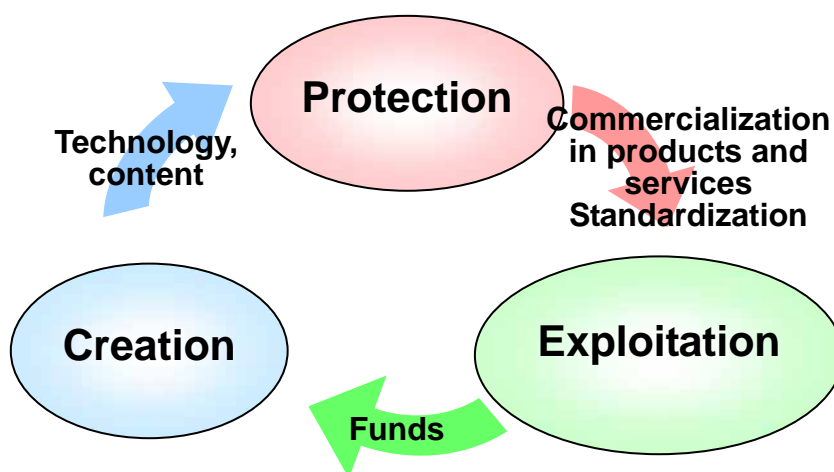 Protection
Technology,
content
Commercialization
in products and
services
Standardization
Creation
Exploitation
Funds